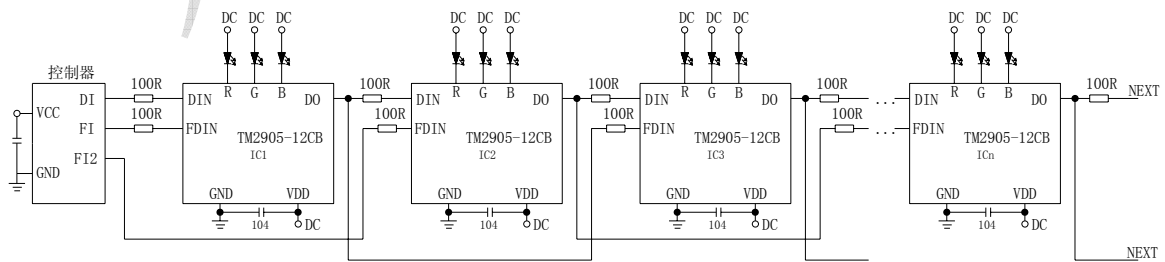 DC DC DC DC DC DC DC DC DC DC DC DC
控制器
DI
FI
FI2
VCC
GND
100R
100R
R G B
DIN
FDIN
DO
TM2905-12CB
IC1
GND VDD
104
DC
100R
100R
R G B
DIN
FDIN
DO
TM2905-12CB
IC2
GND VDD
104
DC
100R
100R
R G B
DIN
FDIN
DO
TM2905-12CB
IC3
GND VDD
104
DC
100R
100R
...
...
R G B
DIN
FDIN
DO
TM2905-12CB
ICn
GND VDD
104
DC
100R
NEXT
NEXT